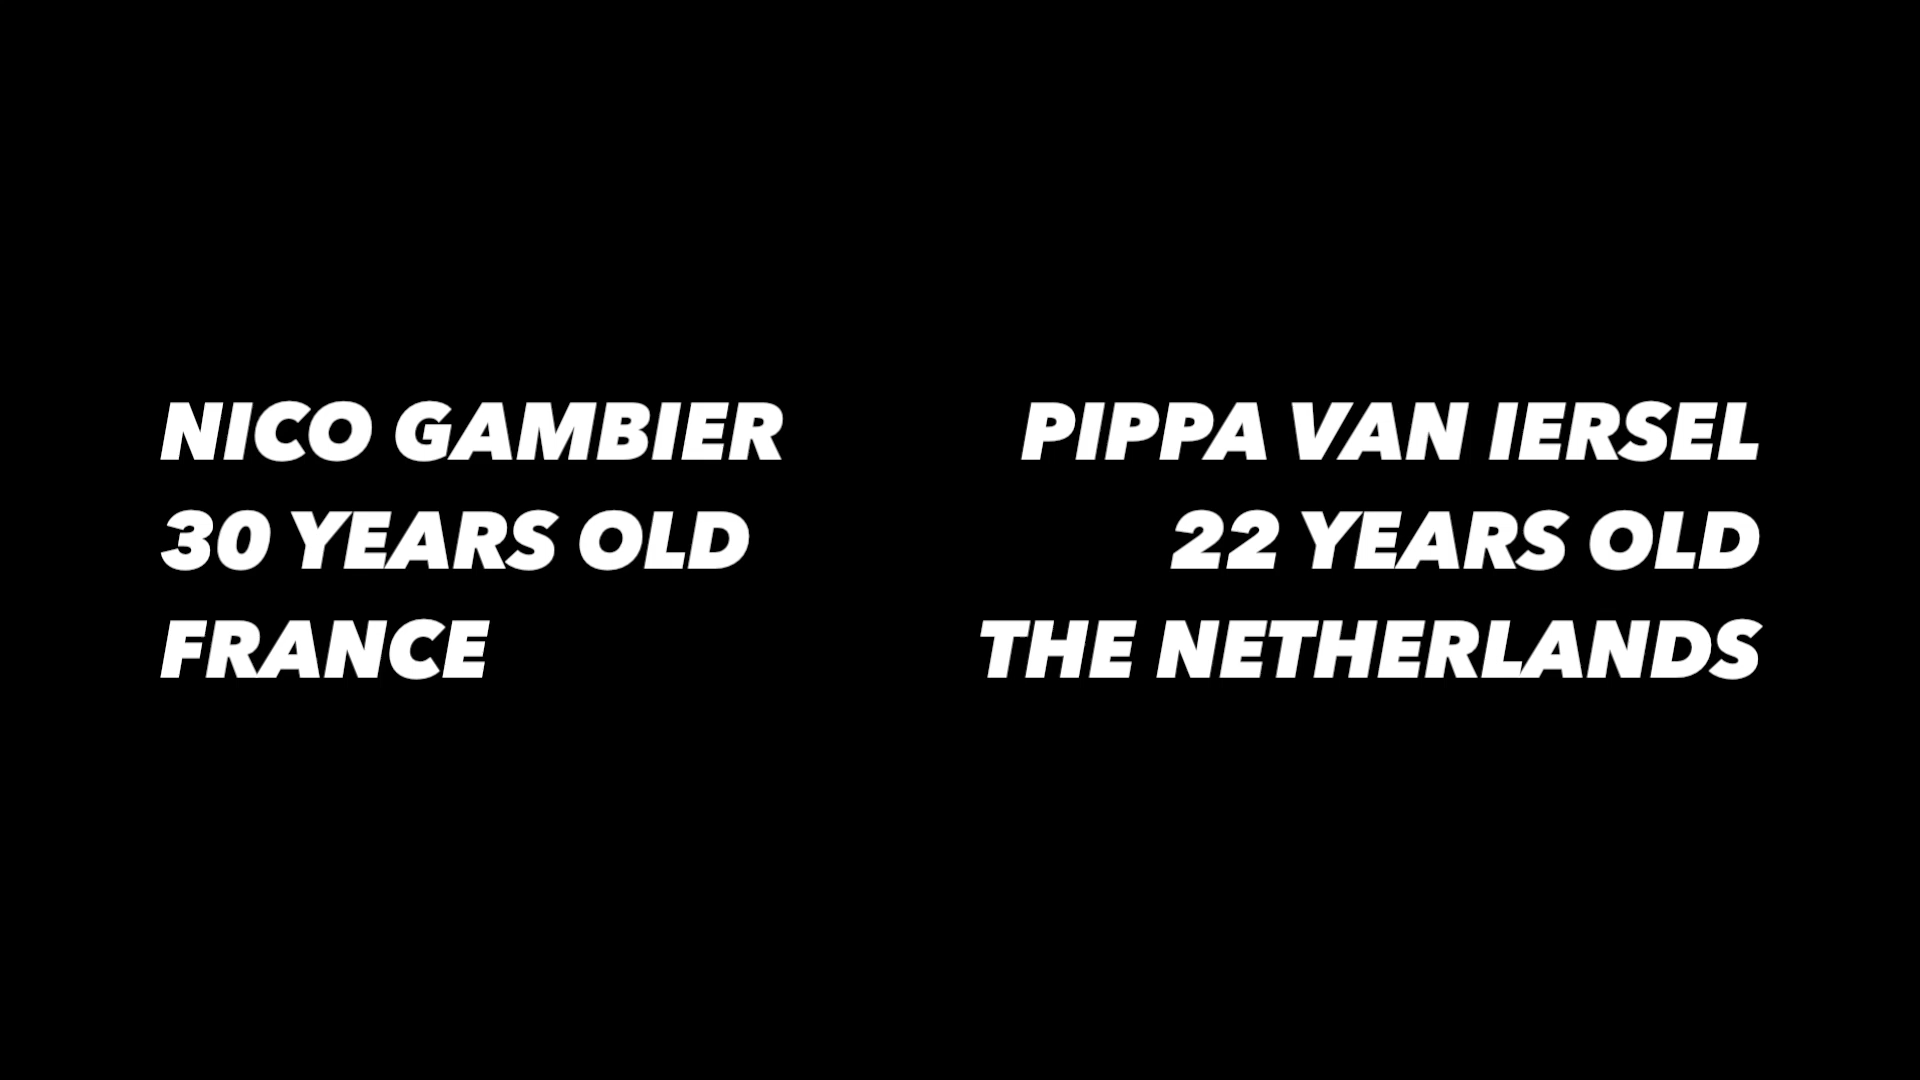 NICO GAMBIER
30 YEARS OLD
FRANCE
PIPPA VAN IERSEL
22 YEARS OLD
THE NETHERLANDS